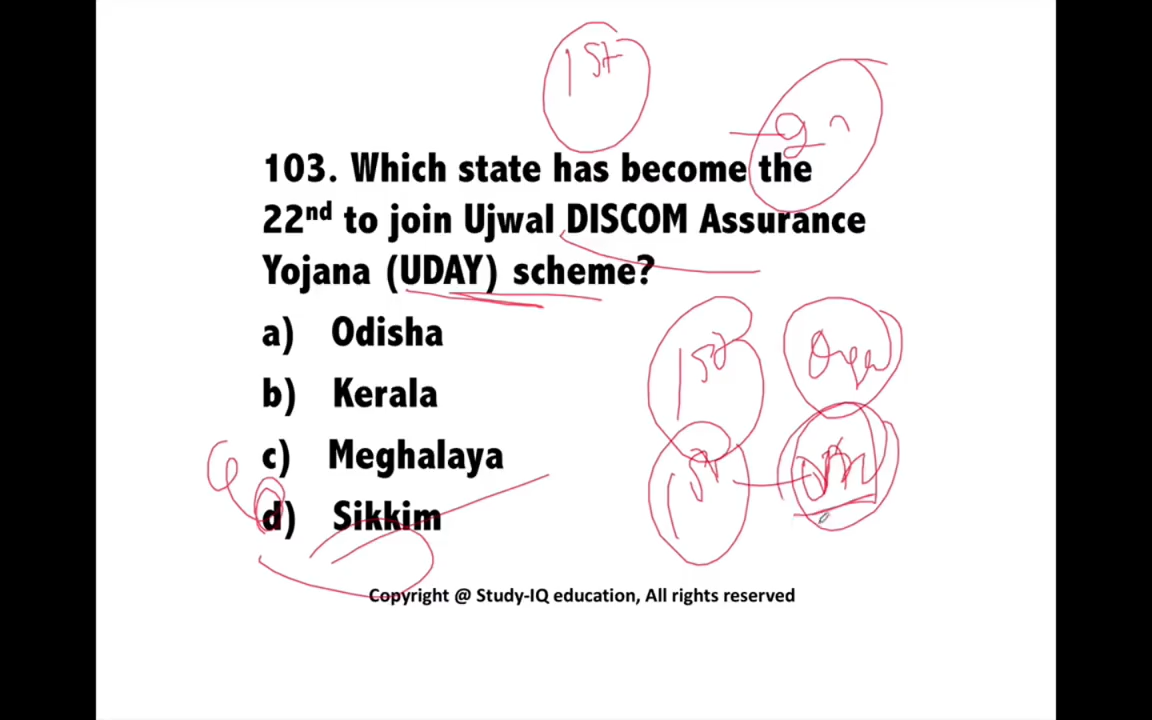 1st
103. Which state has become the
22nd to join Ujwal DISCOM Assurance
Yojana (UDAY) scheme?
a) Odisha
1st
b) Kerala
c) Meghalaya
d) Sikkim
Copyright @ Study-IQ education, All rights reserved